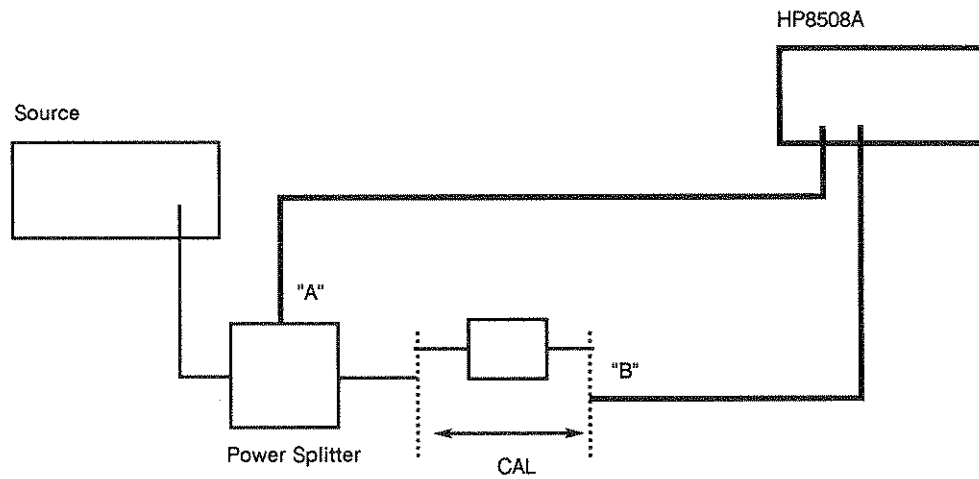 HP8508A
Source
"A"
"B"
Power Splitter
CAL